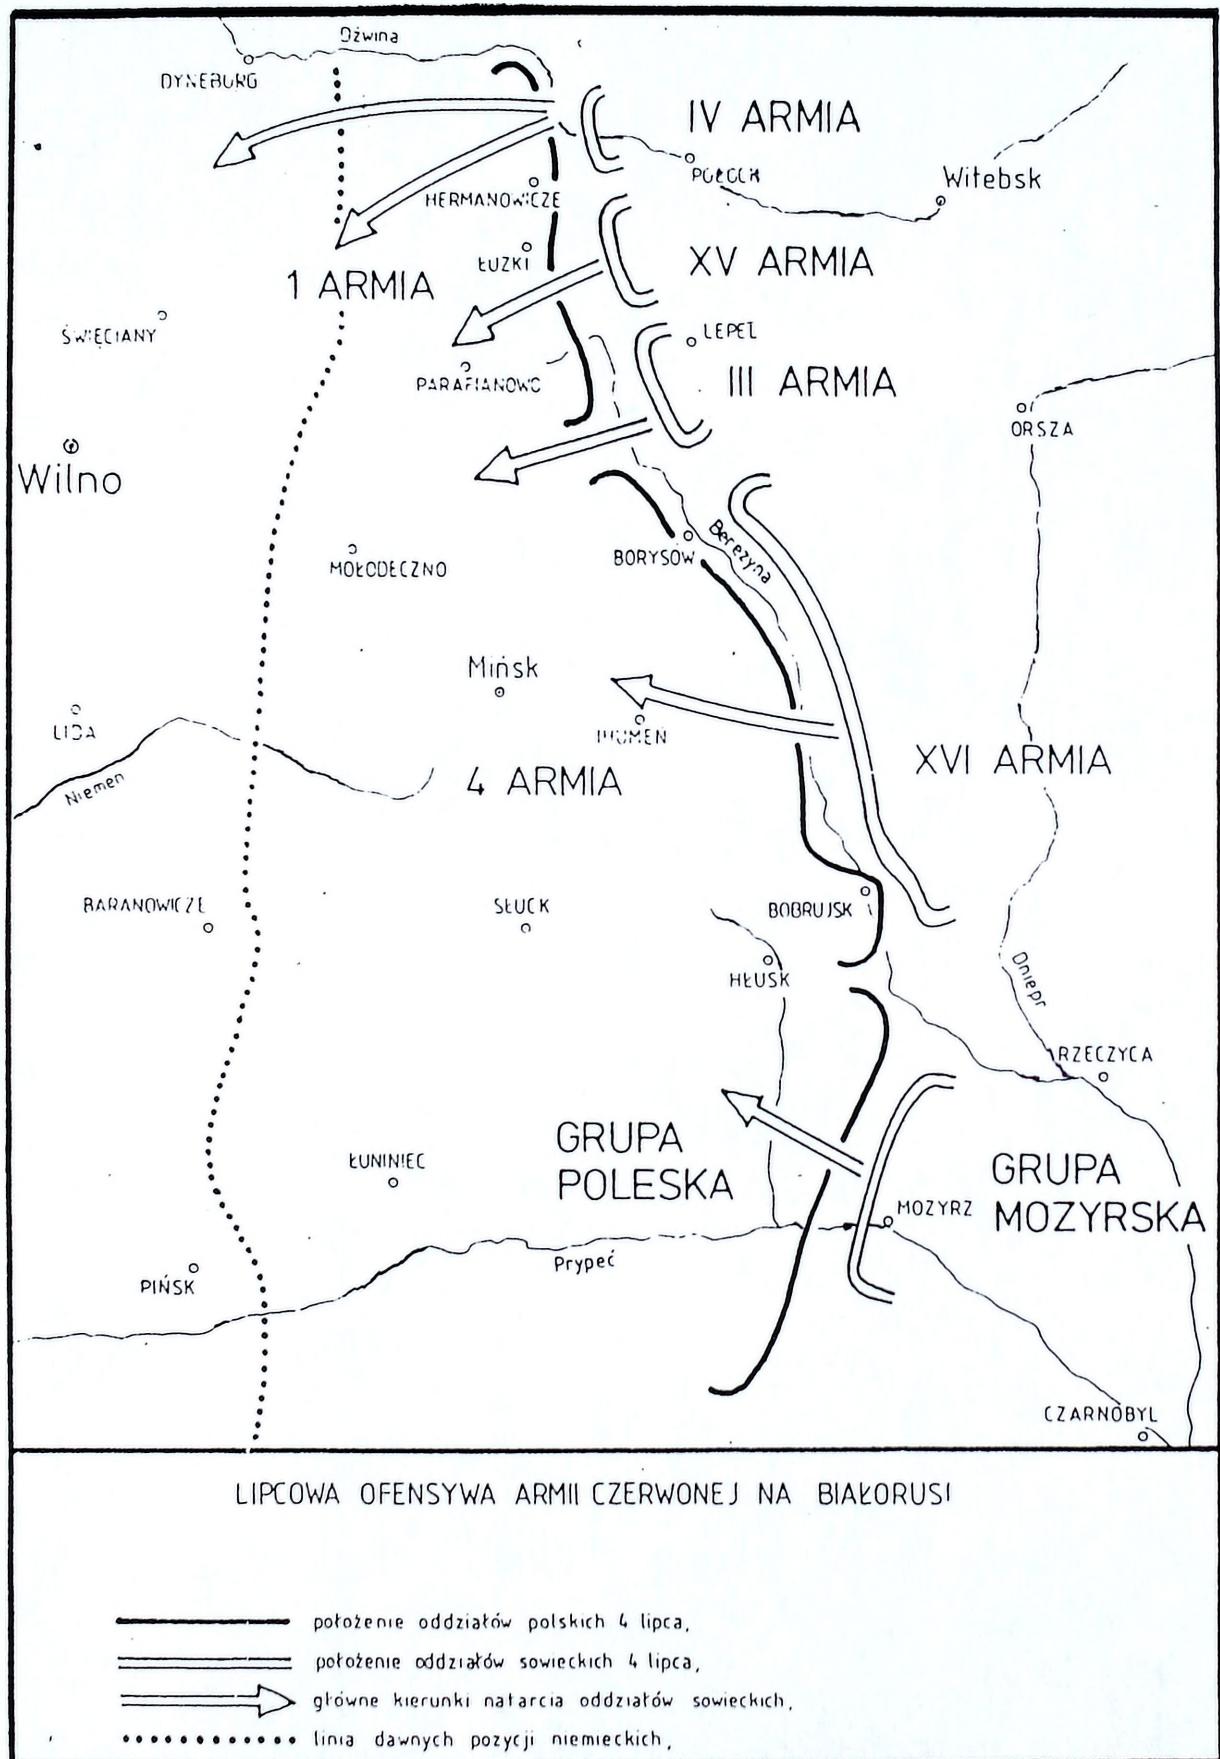 Dźwina
DYNEBURG
IV ARMIA
POŁOCK
Witebsk
HERMANOWICZE
ŁUZKI
XV ARMIA
1 ARMIA
ŚWIĘCIANY
LEPEL
PARAFIANOWO
III ARMIA
ORSZA
Wilno
Berezyna
BORYSÓW
MOŁODECZNO
Mińsk
LIDA
IHUMEŃ
XVI ARMIA
Niemen
4 ARMIA
BARANOWICZE
SŁUCK
BOBRUJSK
HŁUSK
Dniepr
RZECZYCA
GRUPA
POLESKA
ŁUNINIEC
GRUPA
MOZYRSKA
MOZYRZ
Prypeć
PIŃSK
CZARNOBYL
LIPCOWA OFENSYWA ARMII CZERWONEJ NA BIAŁORUSI
położenie oddziałów polskich 4 lipca,
położenie oddziałów sowieckich 4 lipca,
główne kierunki natarcia oddziałów sowieckich,
linia dawnych pozycji niemieckich,